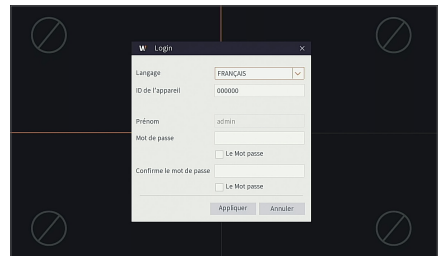 W Login ×
Langage FRANÇAIS
ID de l'appareil 000000
Prénom admin
Mot de passe
Le Mot passe
Confirme le mot de passe
Le Mot passe
Appliquer Annuler